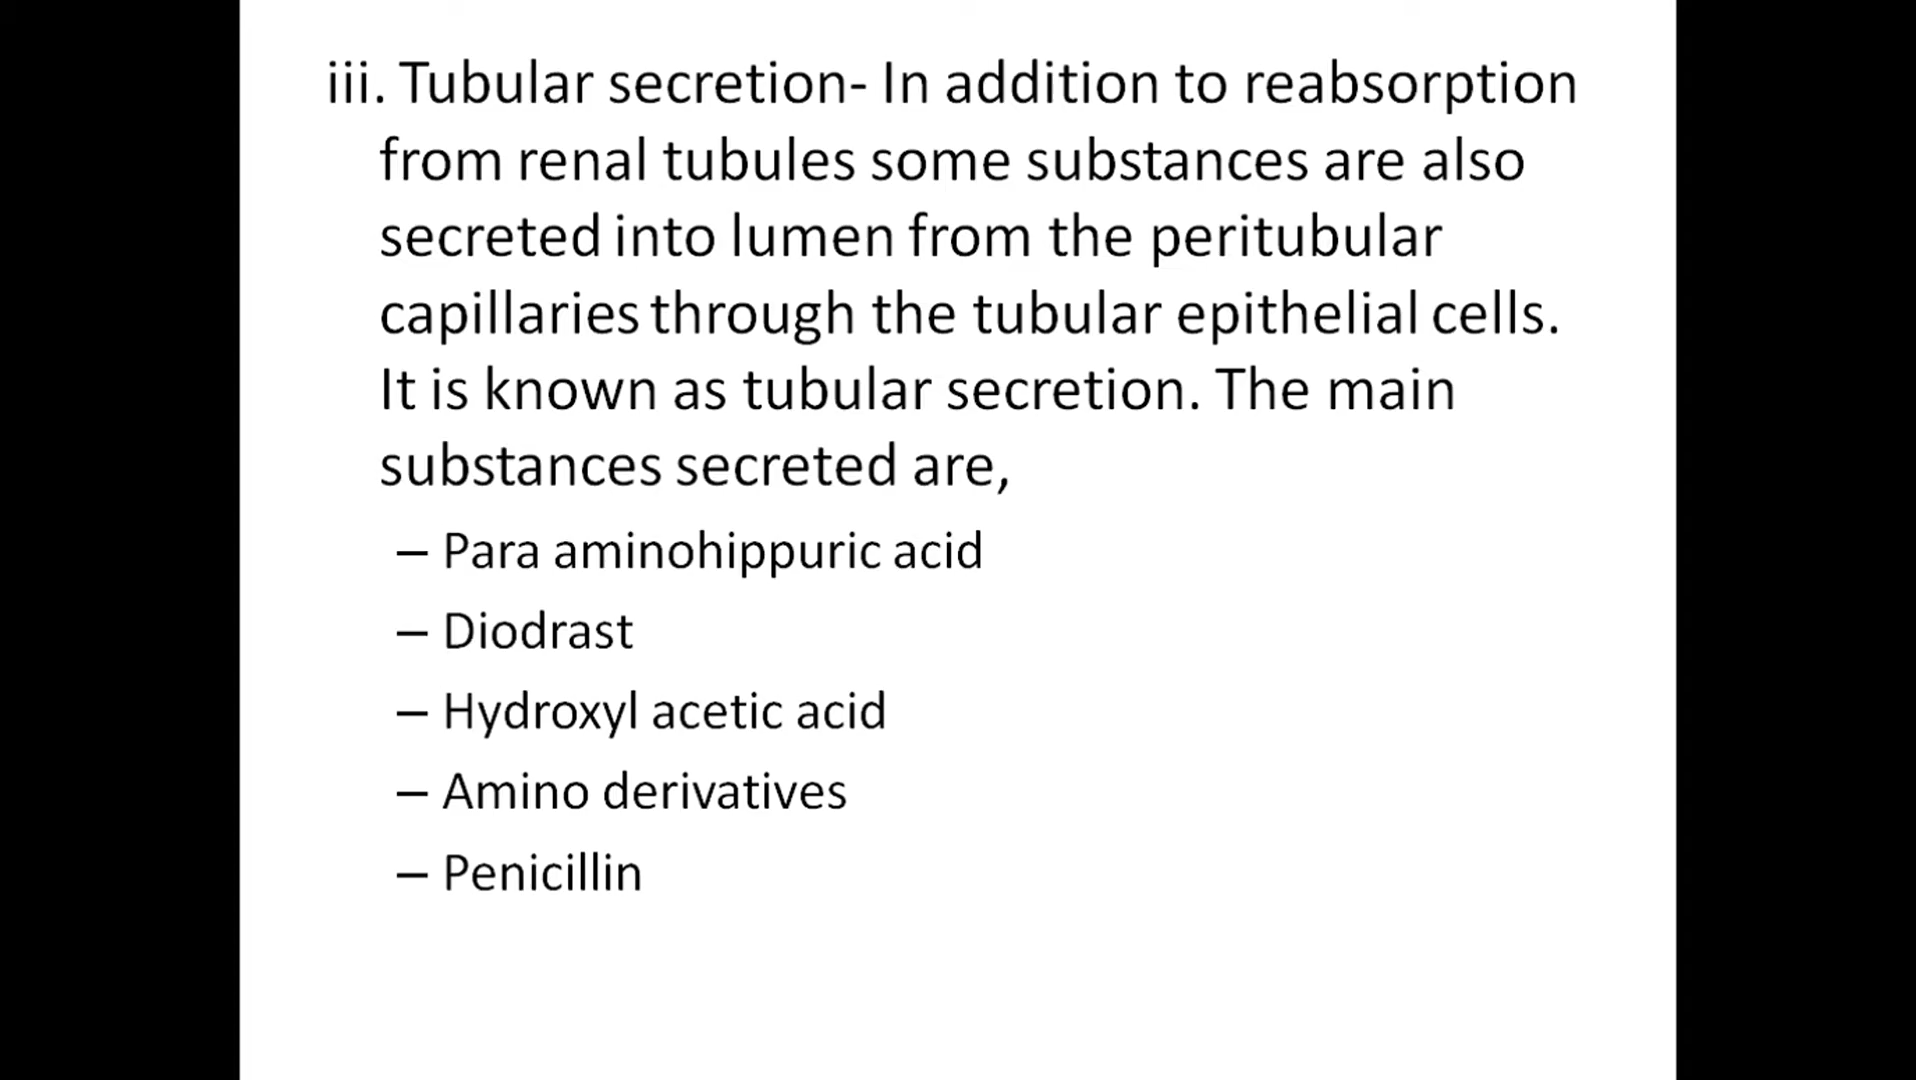 iii. Tubular secretion- In addition to reabsorption
from renal tubules some substances are also
secreted into lumen from the peritubular
capillaries through the tubular epithelial cells.
It is known as tubular secretion. The main
substances secreted are,
– Para aminohippuric acid
– Diodrast
– Hydroxyl acetic acid
– Amino derivatives
– Penicillin